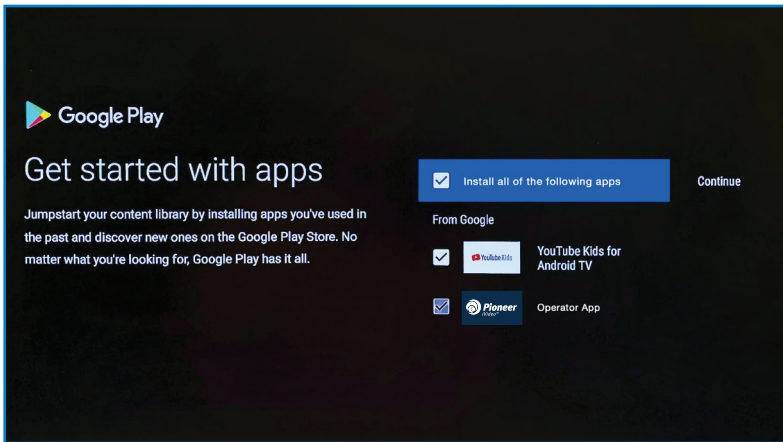 Google Play
Get started with apps
Jumpstart your content library by installing apps you've used in
the past and discover new ones on the Google Play Store. No
matter what you're looking for, Google Play has it all.
Install all of the following apps
Continue
From Google
YouTube Kids
YouTube Kids for
Android TV
Pioneer
iVideo
Operator App